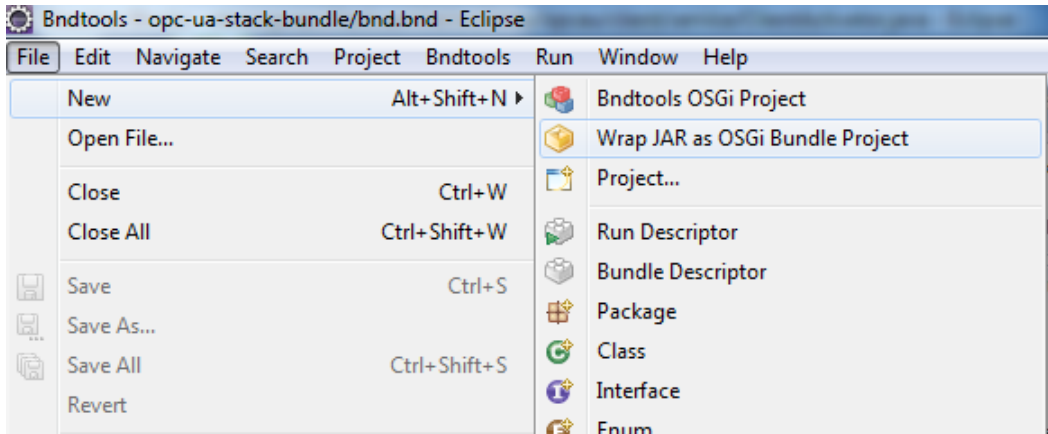 Bndtools - opc-ua-stack-bundle/bnd.bnd - Eclipse
File Edit Navigate Search Project Bndtools Run Window Help
New Alt+Shift+N
Open File...
Close Ctrl+W
Close All Ctrl+Shift+W
Save Ctrl+S
Save As...
Save All Ctrl+Shift+S
Revert
Bndtools OSGi Project
Wrap JAR as OSGi Bundle Project
Project...
Run Descriptor
Bundle Descriptor
Package
Class
Interface
Enum